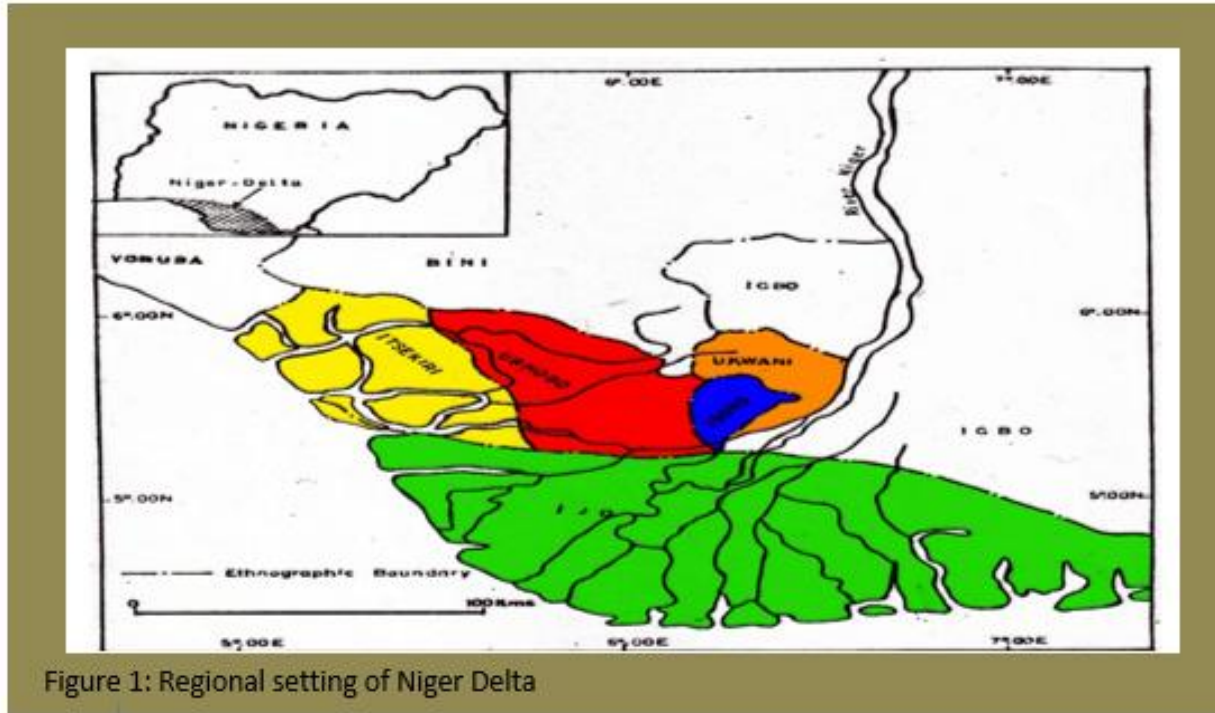 6°.00E 7°.00E
NIGERIA
Niger-Delta
River Niger
YORUBA
BINI
IGBO
6°.00N 6°.00N
ITSEKIRI
URHOBO
UKWANI
IGBO
5°.00N 5°.00N
IJO
Ethnographic Boundary
0 100Kms
5°.00E 6°.00E 7°.00E
Figure 1: Regional setting of Niger Delta